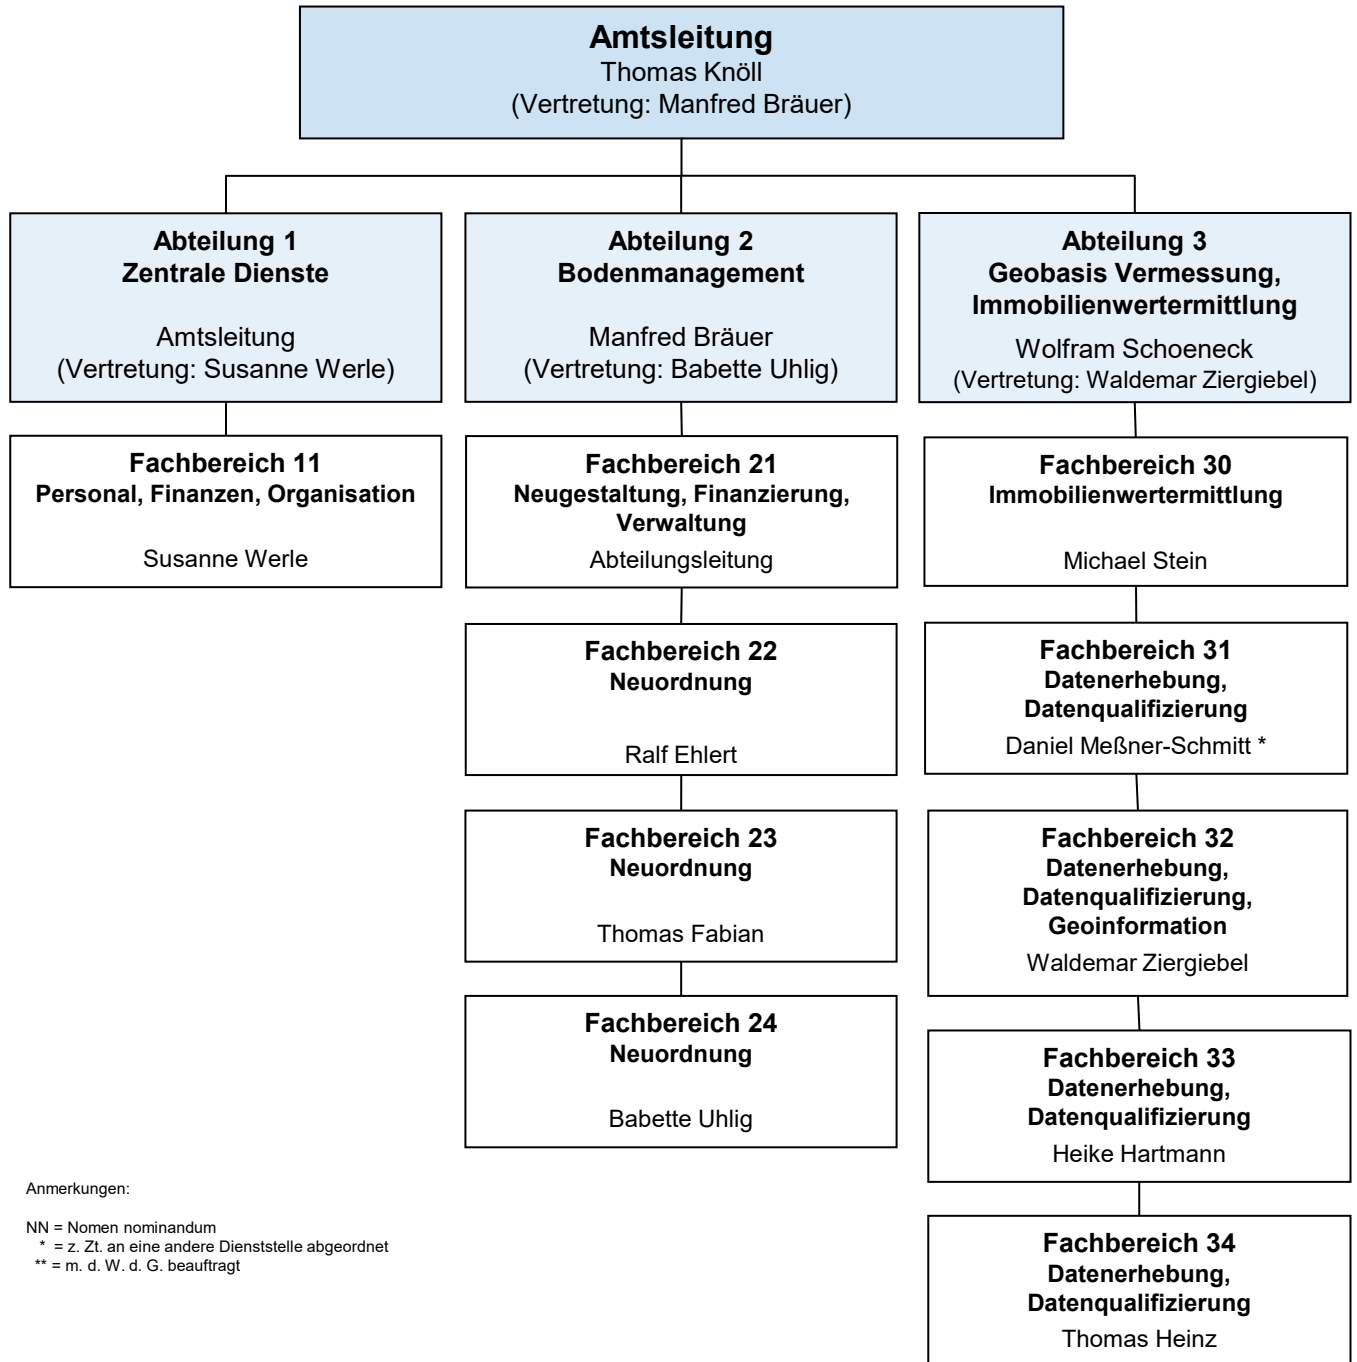 Amtsleitung
Thomas Knöll
(Vertretung: Manfred Bräuer)
Abteilung 1
Zentrale Dienste
Amtsleitung
(Vertretung: Susanne Werle)
Abteilung 2
Bodenmanagement
Manfred Bräuer
(Vertretung: Babette Uhlig)
Abteilung 3
Geobasis Vermessung,
Immobilienwertermittlung
Wolfram Schoeneck
(Vertretung: Waldemar Ziergiebel)
Fachbereich 11
Personal, Finanzen, Organisation
Susanne Werle
Fachbereich 21
Neugestaltung, Finanzierung,
Verwaltung
Abteilungsleitung
Fachbereich 30
Immobilienwertermittlung
Michael Stein
Fachbereich 22
Neuordnung
Ralf Ehlert
Fachbereich 31
Datenerhebung,
Datenqualifizierung
Daniel Meßner-Schmitt *
Fachbereich 23
Neuordnung
Thomas Fabian
Fachbereich 32
Datenerhebung,
Datenqualifizierung,
Geoinformation
Waldemar Ziergiebel
Fachbereich 24
Neuordnung
Babette Uhlig
Fachbereich 33
Datenerhebung,
Datenqualifizierung
Heike Hartmann
Fachbereich 34
Datenerhebung,
Datenqualifizierung
Thomas Heinz
Anmerkungen:
NN = Nomen nominandum
* = z. Zt. an eine andere Dienststelle abgeordnet
** = m. d. W. d. G. beauftragt